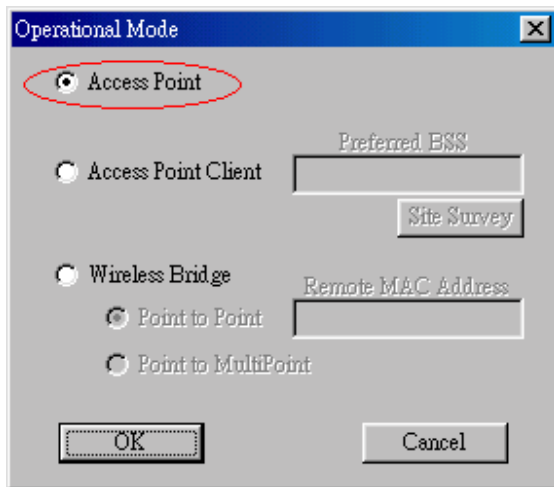 Operational Mode
Access Point
Preferred BSS
Access Point Client
Site Survey
Wireless Bridge
Remote MAC Address
Point to Point
Point to MultiPoint
OK
Cancel